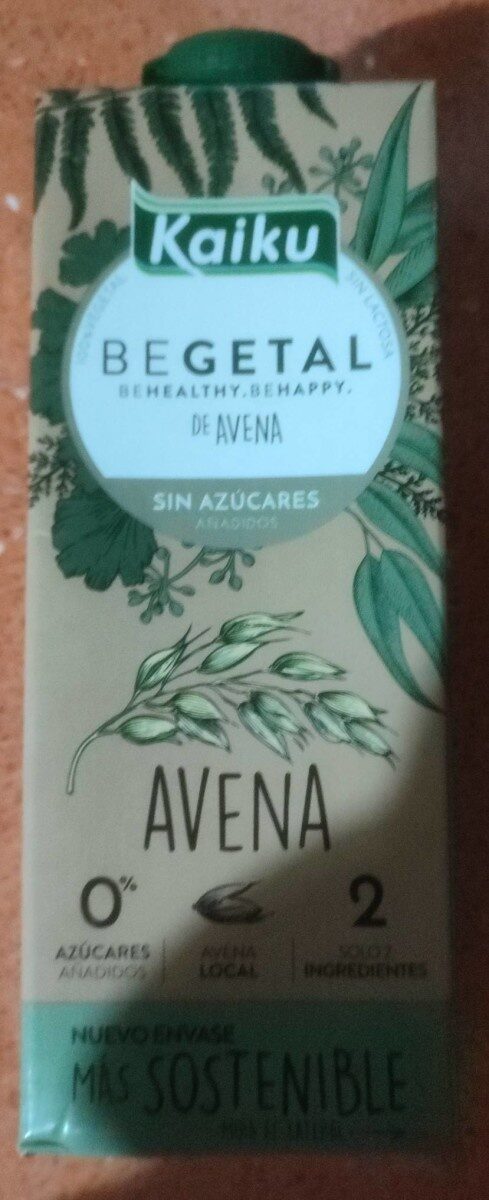 Kaiku
100% VEGETAL
SIN LACTOSA
BEGETAL
BEHEALTHY.BEHAPPY.
DE AVENA
SIN AZÚCARES
AÑADIDOS
AVENA
0%
AZÚCARES
AÑADIDOS
AVENA
LOCAL
2
SOLO 2
INGREDIENTES
NUEVO ENVASE
MÁS SOSTENIBLE